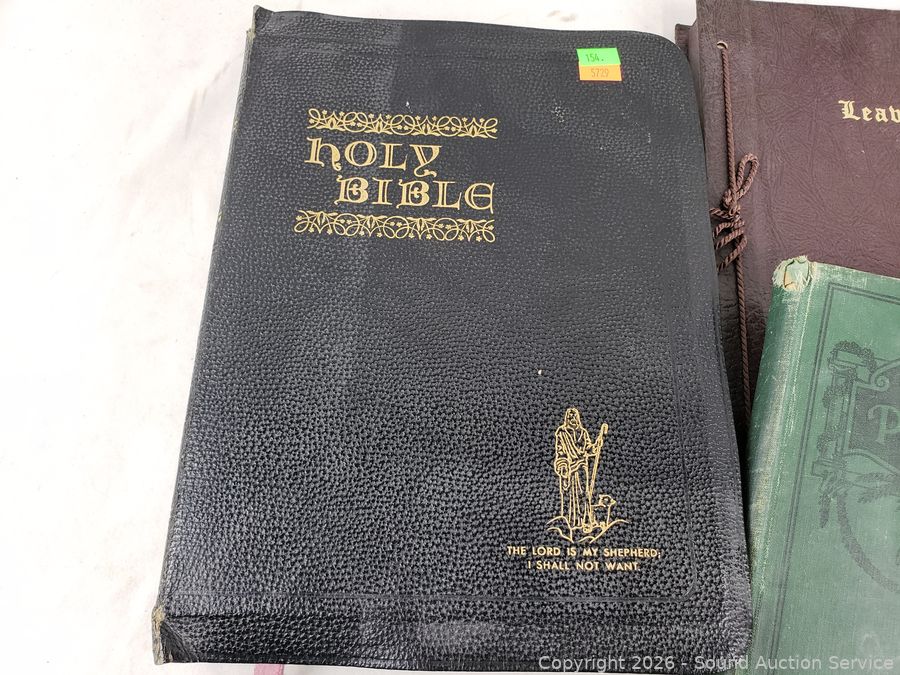 154.
5729
HOLY
BIBLE
THE LORD IS MY SHEPHERD;
I SHALL NOT WANT.
Leav
P
Copyright 2026 - Sound Auction Service